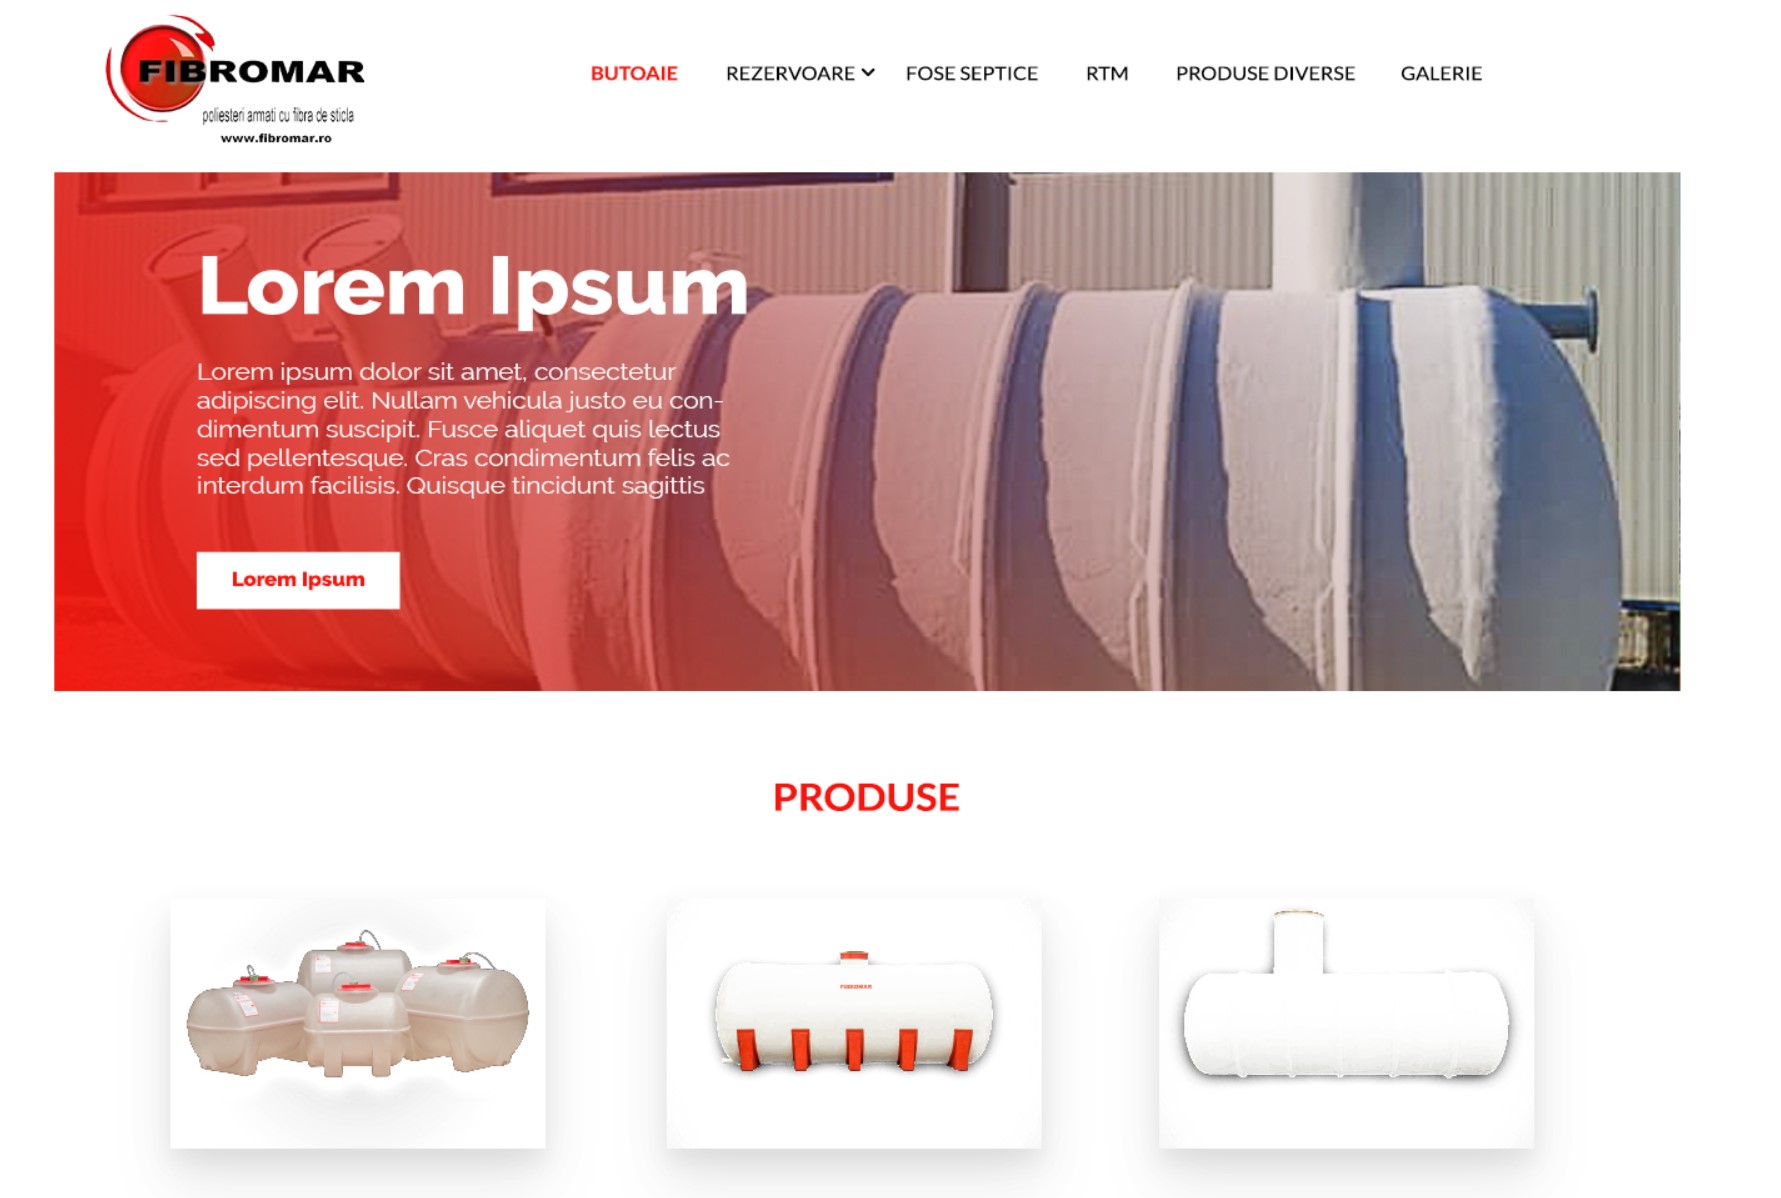 FIBROMAR
poliesteri armati cu fibra de sticla
www.fibromar.ro
BUTOAIE REZERVOARE FOSE SEPTICE RTM PRODUSE DIVERSE GALERIE
Lorem Ipsum
Lorem ipsum dolor sit amet, consectetur
adipiscing elit. Nullam vehicula justo eu con-
dimentum suscipit. Fusce aliquet quis lectus
sed pellentesque. Cras condimentum felis ac
interdum facilisis. Quisque tincidunt sagittis
Lorem Ipsum
PRODUSE
FIBROMAR